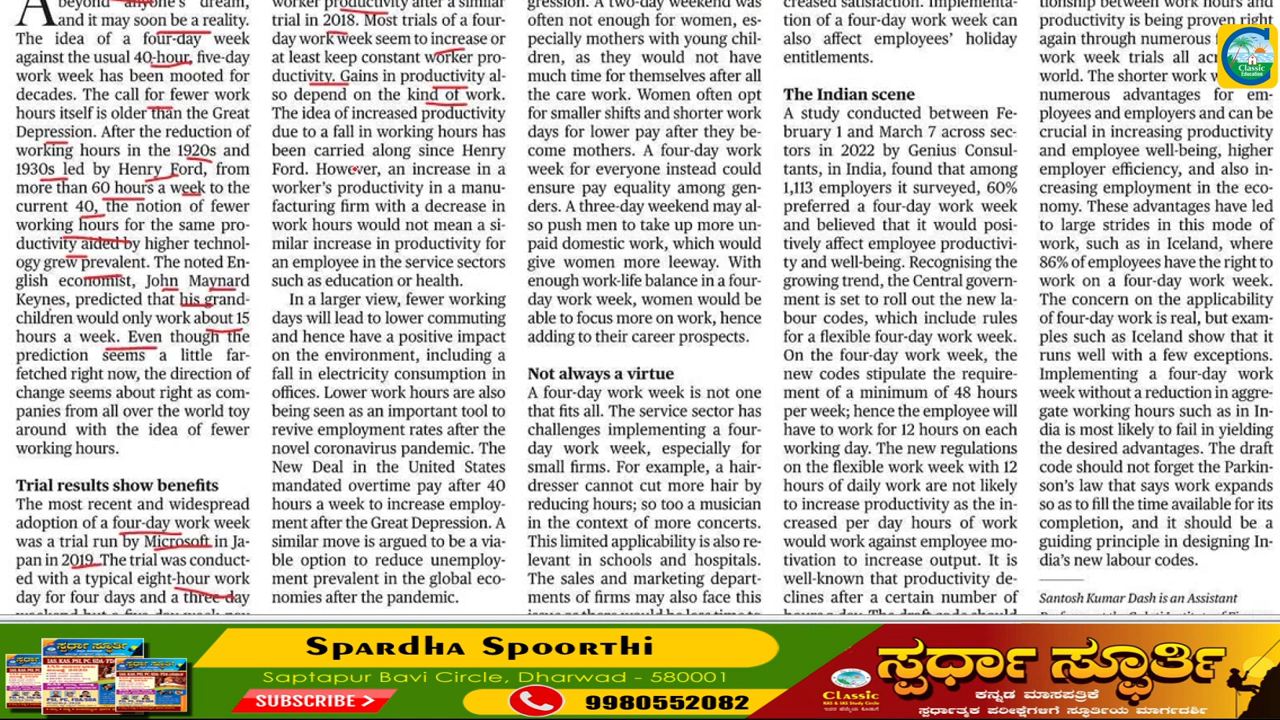 beyond anyone's dream,
A and it may soon be a reality.
The idea of a four-day week
against the usual 40-hour, five-day
work week has been mooted for
decades. The call for fewer work
hours itself is older than the Great
Depression. After the reduction of
working hours in the 1920s and
1930s led by Henry Ford, from
more than 60 hours a week to the
current 40, the notion of fewer
working hours for the same pro-
ductivity aided by higher technol-
ogy grew prevalent. The noted En-
glish economist, John Maynard
Keynes, predicted that his grand-
children would only work about 15
hours a week. Even though the
prediction seems a little far-
fetched right now, the direction of
change seems about right as com-
panies from all over the world toy
around with the idea of fewer
working hours.
Trial results show benefits
The most recent and widespread
adoption of a four-day work week
was a trial run by Microsoft in Ja-
pan in 2019. The trial was conduct-
ed with a typical eight-hour work
day for four days and a three day
weekend but a five-day week pay
worker productivity after a similar
trial in 2018. Most trials of a four-
day work week seem to increase or
at least keep constant worker pro-
ductivity. Gains in productivity al-
so depend on the kind of work.
The idea of increased productivity
due to a fall in working hours has
been carried along since Henry
Ford. However, an increase in a
worker's productivity in a manu-
facturing firm with a decrease in
work hours would not mean a si-
milar increase in productivity for
an employee in the service sectors
such as education or health.
In a larger view, fewer working
days will lead to lower commuting
and hence have a positive impact
on the environment, including a
fall in electricity consumption in
offices. Lower work hours are also
being seen as an important tool to
revive employment rates after the
novel coronavirus pandemic. The
New Deal in the United States
mandated overtime pay after 40
hours a week to increase employ-
ment after the Great Depression. A
similar move is argued to be a via-
ble option to reduce unemploy-
ment prevalent in the global eco-
nomies after the pandemic.
gression. A two-day weekend was
often not enough for women, es-
pecially mothers with young chil-
dren, as they would not have
much time for themselves after all
the care work. Women often opt
for smaller shifts and shorter work
days for lower pay after they be-
come mothers. A four-day work
week for everyone instead could
ensure pay equality among gen-
ders. A three-day weekend may al-
so push men to take up more un-
paid domestic work, which would
give women more leeway. With
enough work-life balance in a four-
day work week, women would be
able to focus more on work, hence
adding to their career prospects.
Not always a virtue
A four-day work week is not one
that fits all. The service sector has
challenges implementing a four-
day work week, especially for
small firms. For example, a hair-
dresser cannot cut more hair by
reducing hours; so too a musician
in the context of more concerts.
This limited applicability is also re-
levant in schools and hospitals.
The sales and marketing depart-
ments of firms may also face this
issue as there would be less time to
creased satisfaction. Implementa-
tion of a four-day work week can
also affect employees' holiday
entitlements.
The Indian scene
A study conducted between Fe-
bruary 1 and March 7 across sec-
tors in 2022 by Genius Consul-
tants, in India, found that among
1,113 employers it surveyed, 60%
preferred a four-day work week
and believed that it would posi-
tively affect employee productivi-
ty and well-being. Recognising the
growing trend, the Central govern-
ment is set to roll out the new la-
bour codes, which include rules
for a flexible four-day work week.
On the four-day work week, the
new codes stipulate the require-
ment of a minimum of 48 hours
per week; hence the employee will
have to work for 12 hours on each
working day. The new regulations
on the flexible work week with 12
hours of daily work are not likely
to increase productivity as the in-
creased per day hours of work
would work against employee mo-
tivation to increase output. It is
well-known that productivity de-
clines after a certain number of
hours a day. The draft code should
tionship between work hours and
productivity is being proven right
again through numerous
work week trials all
world. The shorter work
numerous advantages for em-
ployees and employers and can be
crucial in increasing productivity
and employee well-being, higher
employer efficiency, and also in-
creasing employment in the eco-
nomy. These advantages have led
to large strides in this mode of
work, such as in Iceland, where
86% of employees have the right to
work on a four-day work week.
The concern on the applicability
of four-day work is real, but exam-
ples such as Iceland show that it
runs well with a few exceptions.
Implementing a four-day work
week without a reduction in aggre-
gate working hours such as in In-
dia is most likely to fail in yielding
the desired advantages. The draft
code should not forget the Parkin-
son's law that says work expands
so as to fill the time available for its
completion, and it should be a
guiding principle in designing In-
dia's new labour codes.
Santosh Kumar Dash is an Assistant
Classic
Education
Spardha Spoorthi
Saptapur Bavi Circle, Dharwad - 580001
SUBSCRIBE
9980552082
ಸ್ಪರ್ಧಾ ಸ್ಫೂರ್ತಿ
ಕನ್ನಡ ಮಾಸಪತ್ರಿಕೆ
ಸ್ಪರ್ಧಾತ್ಮಕ ಪರೀಕ್ಷೆಗಳಿಗೆ ಸ್ಫೂರ್ತಿಯ ಮಾರ್ಗದರ್ಶಿ
Classic
KAS & IAS Study Circle
ಸ್ಪರ್ಧಾ ಸ್ಫೂರ್ತಿ